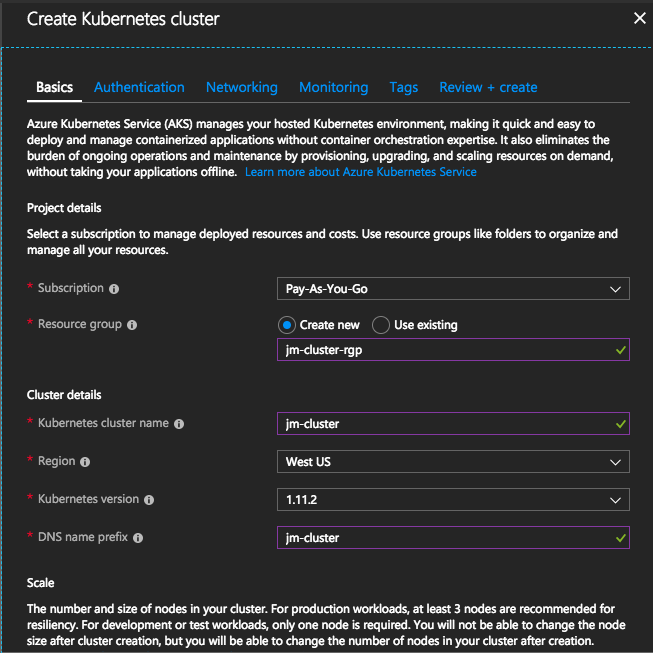 Create Kubernetes cluster
Basics Authentication Networking Monitoring Tags Review + create
Azure Kubernetes Service (AKS) manages your hosted Kubernetes environment, making it quick and easy to
deploy and manage containerized applications without container orchestration expertise. It also eliminates the
burden of ongoing operations and maintenance by provisioning, upgrading, and scaling resources on demand,
without taking your applications offline. Learn more about Azure Kubernetes Service
Project details
Select a subscription to manage deployed resources and costs. Use resource groups like folders to organize and
manage all your resources.
* Subscription Pay-As-You-Go
* Resource group Create new Use existing
jm-cluster-rgp
Cluster details
* Kubernetes cluster name jm-cluster
* Region West US
* Kubernetes version 1.11.2
* DNS name prefix jm-cluster
Scale
The number and size of nodes in your cluster. For production workloads, at least 3 nodes are recommended for
resiliency. For development or test workloads, only one node is required. You will not be able to change the node
size after cluster creation, but you will be able to change the number of nodes in your cluster after creation.